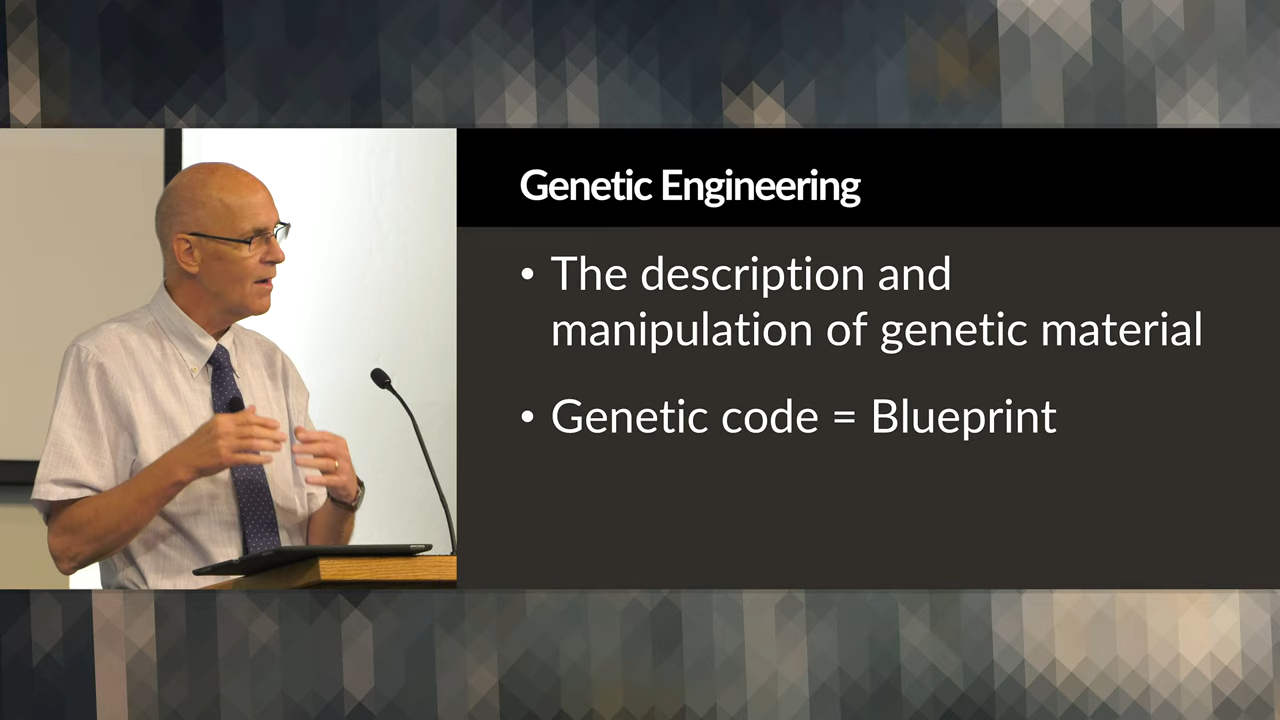 Genetic Engineering
• The description and
manipulation of genetic material
• Genetic code = Blueprint